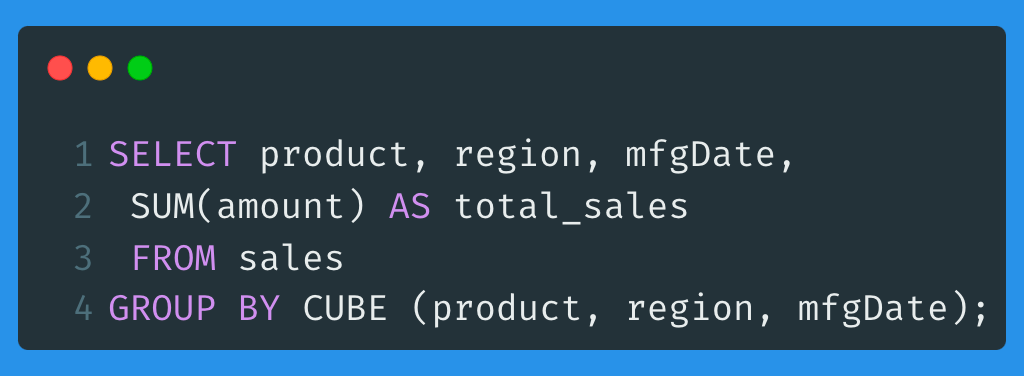 1 SELECT product, region, mfgDate,
2 SUM(amount) AS total_sales
3 FROM sales
4 GROUP BY CUBE (product, region, mfgDate);